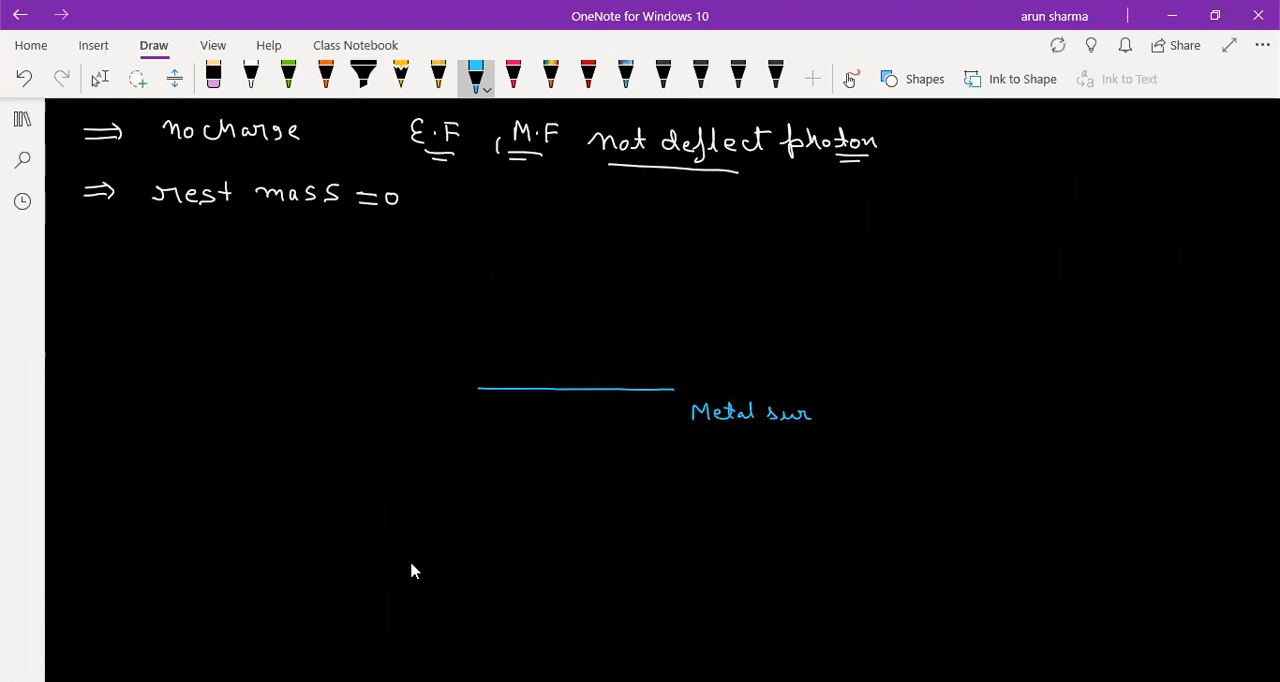 OneNote for Windows 10
arun sharma
Home Insert Draw View Help Class Notebook
Share
Shapes Ink to Shape Ink to Text
⇒ no charge E.F , M.F not deflect photon
⇒ rest mass = 0
Metal sur